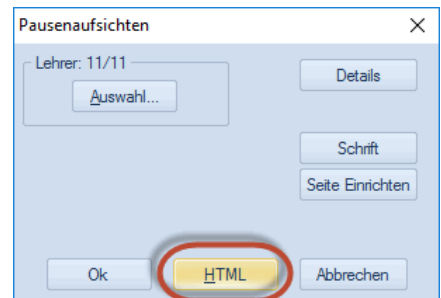 Pausenaufsichten
Lehrer: 11/11
Auswahl...
Details
Schrift
Seite Einrichten
Ok
HTML
Abbrechen